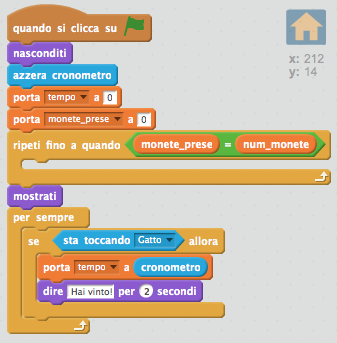 quando si clicca su
x: 212
y: 14
nasconditi
azzera cronometro
porta tempo a 0
porta monete_prese a 0
ripeti fino a quando monete_prese = num_monete
mostrati
per sempre
se sta toccando Gatto allora
porta tempo a cronometro
dire Hai vinto! per 2 secondi